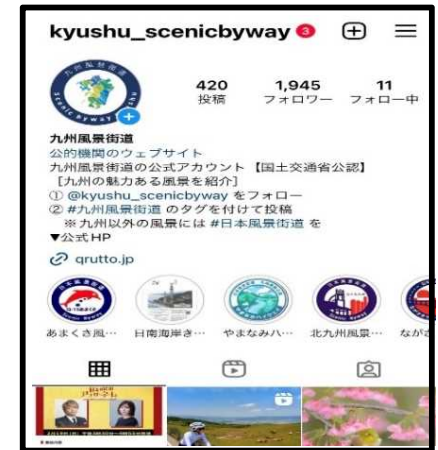 kyushu_scenicbyway 3
420 1,945 11
投稿 フォロワー フォロー中
九州風景街道
公的機関のウェブサイト
九州風景街道の公式アカウント【国土交通省公認】
[九州の魅力ある風景を紹介]
① @kyushu_scenicbyway をフォロー
② #九州風景街道 のタグを付けて投稿
※九州以外の風景には #日本風景街道 を
▼公式HP
qrutto.jp
あまくさ風… 日南海岸き… やまなみハ… 北九州風景… ながさ